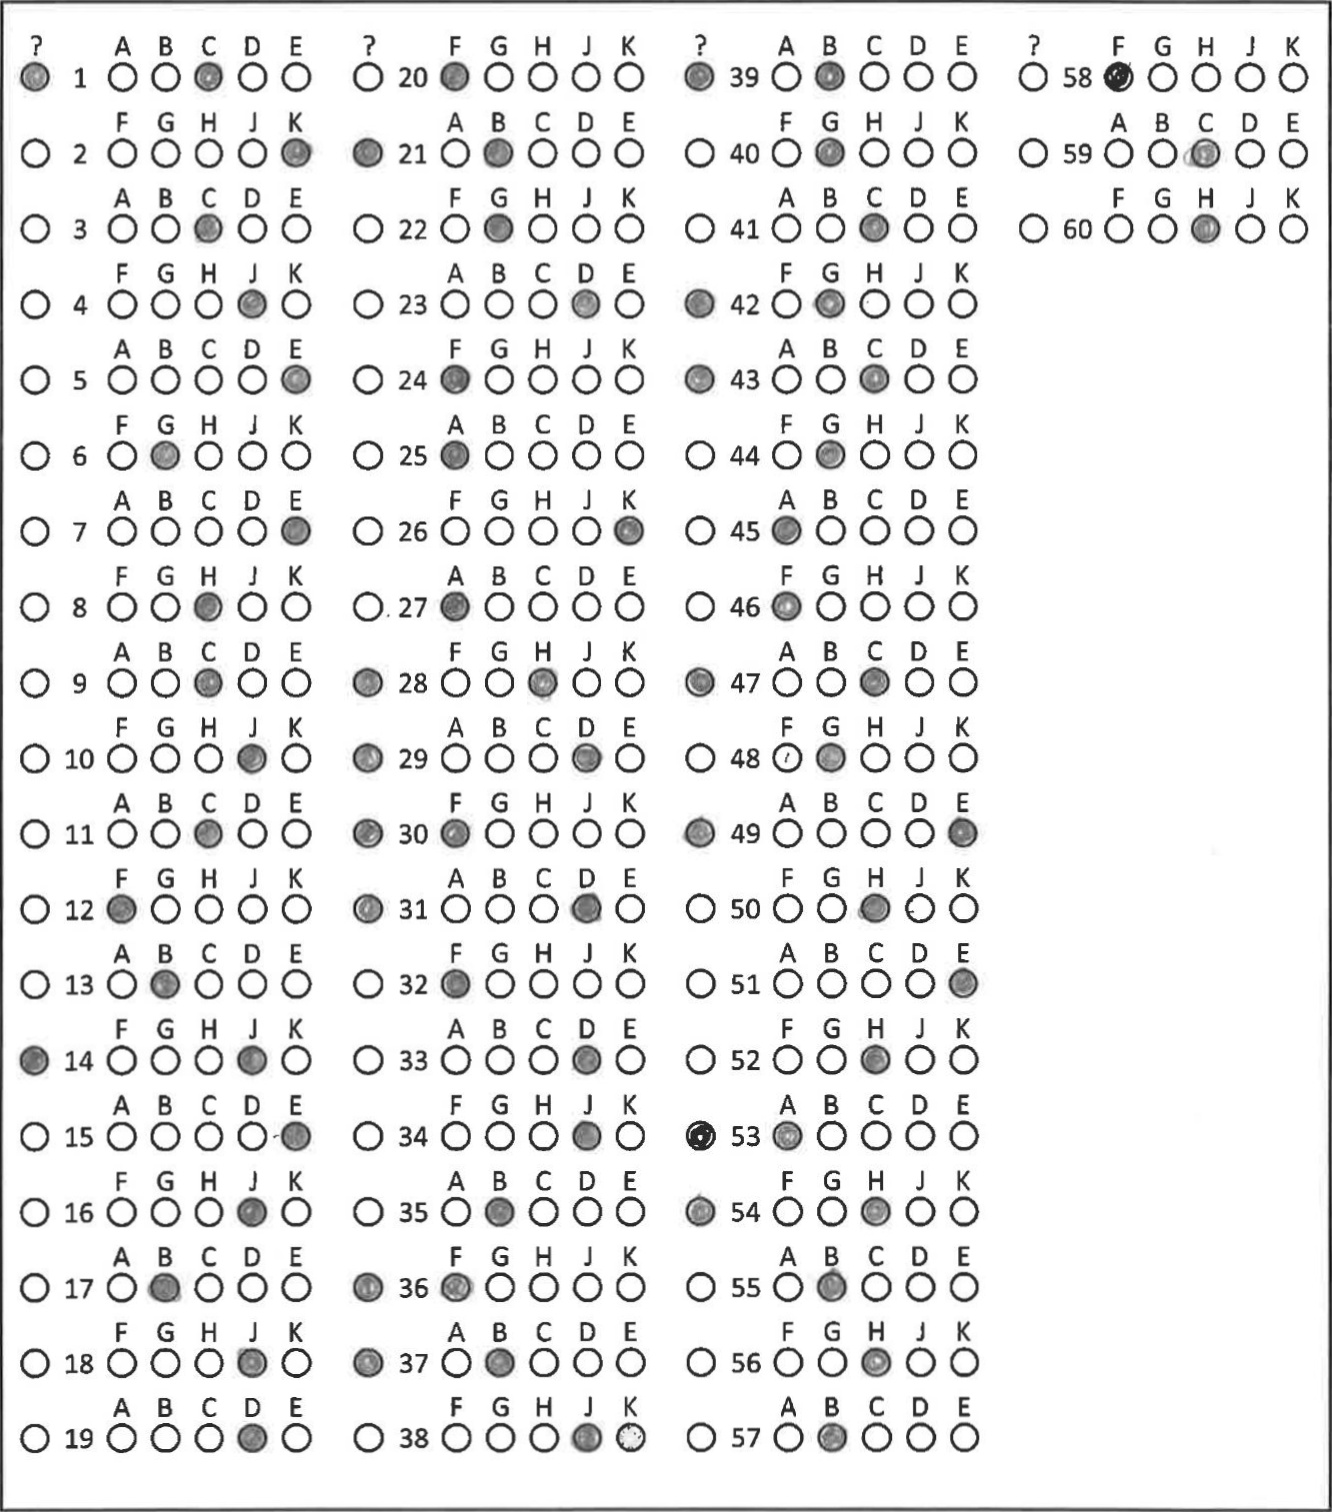 ? A B C D E
1
F G H J K
2
A B C D E
3
F G H J K
4
A B C D E
5
F G H J K
6
A B C D E
7
F G H J K
8
A B C D E
9
F G H J K
10
A B C D E
11
F G H J K
12
A B C D E
13
F G H J K
14
A B C D E
15
F G H J K
16
A B C D E
17
F G H J K
18
A B C D E
19
? F G H J K
20
A B C D E
21
F G H J K
22
A B C D E
23
F G H J K
24
A B C D E
25
F G H J K
26
A B C D E
27
F G H J K
28
A B C D E
29
F G H J K
30
A B C D E
31
F G H J K
32
A B C D E
33
F G H J K
34
A B C D E
35
F G H J K
36
A B C D E
37
F G H J K
38
? A B C D E
39
F G H J K
40
A B C D E
41
F G H J K
42
A B C D E
43
F G H J K
44
A B C D E
45
F G H J K
46
A B C D E
47
F G H J K
48
A B C D E
49
F G H J K
50
A B C D E
51
F G H J K
52
A B C D E
53
F G H J K
54
A B C D E
55
F G H J K
56
A B C D E
57
? F G H J K
58
A B C D E
59
F G H J K
60